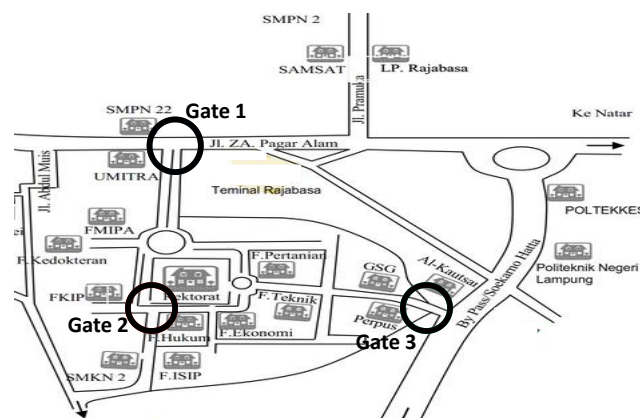 SMPN 2
SAMSAT
LP. Rajabasa
Jl. Pramuka
SMPN 22
Gate 1
Ke Natar
Jl. ZA. Pagar Alam
UMITRA
Jl. Abdul Muis
Teminal Rajabasa
POLTEKKES
FMIPA
F.Kedokteran
F.Pertanian
GSG
Al-Kautsar
Politeknik Negeri
Lampung
By Pass/Soekarno Hatta
FKIP
Rektorat
F.Teknik
Perpus
Gate 2
F.Hukum
F.Ekonomi
Gate 3
SMKN 2
F.ISIP